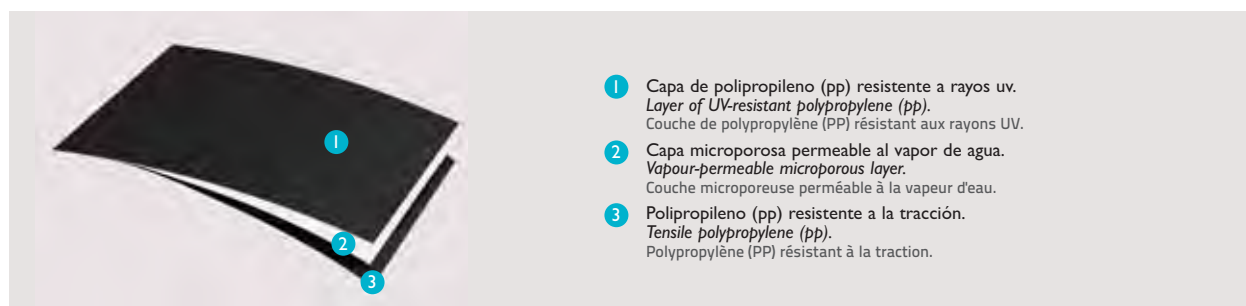 1
2
3
1 Capa de polipropileno (pp) resistente a rayos uv.
Layer of UV-resistant polypropylene (pp).
Couche de polypropylène (PP) résistant aux rayons UV.
2 Capa microporosa permeable al vapor de agua.
Vapour-permeable microporous layer.
Couche microporeuse perméable à la vapeur d'eau.
3 Polipropileno (pp) resistente a la tracción.
Tensile polypropylene (pp).
Polypropylène (PP) résistant à la traction.